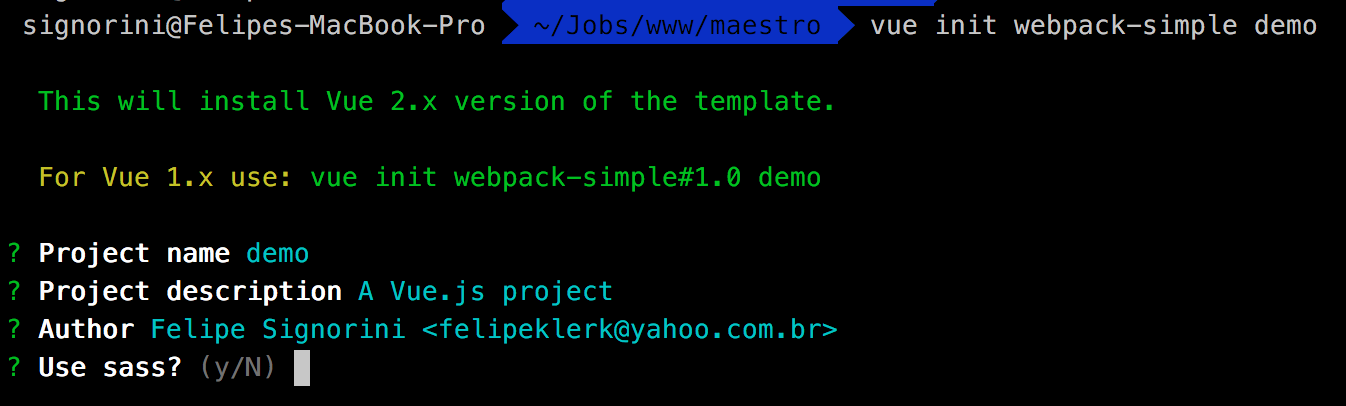 signorini@Felipes-MacBook-Pro ~/Jobs/www/maestro vue init webpack-simple demo
This will install Vue 2.x version of the template.
For Vue 1.x use: vue init webpack-simple#1.0 demo
? Project name demo
? Project description A Vue.js project
? Author Felipe Signorini <felipeklerk@yahoo.com.br>
? Use sass? (y/N)